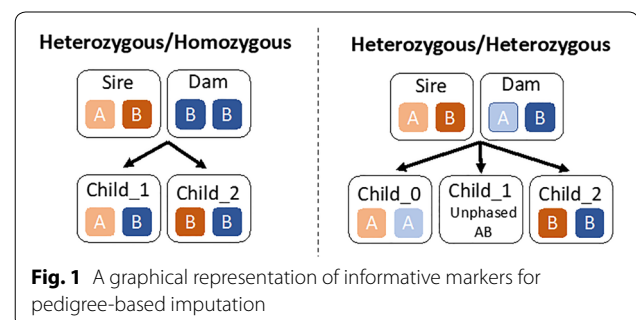 Heterozygous/Homozygous
Sire Dam
A B B B
Child_1 Child_2
A B B B
Heterozygous/Heterozygous
Sire Dam
A B A B
Child_0 Child_1 Child_2
Unphased
AB
A A B B
Fig. 1 A graphical representation of informative markers for
pedigree-based imputation